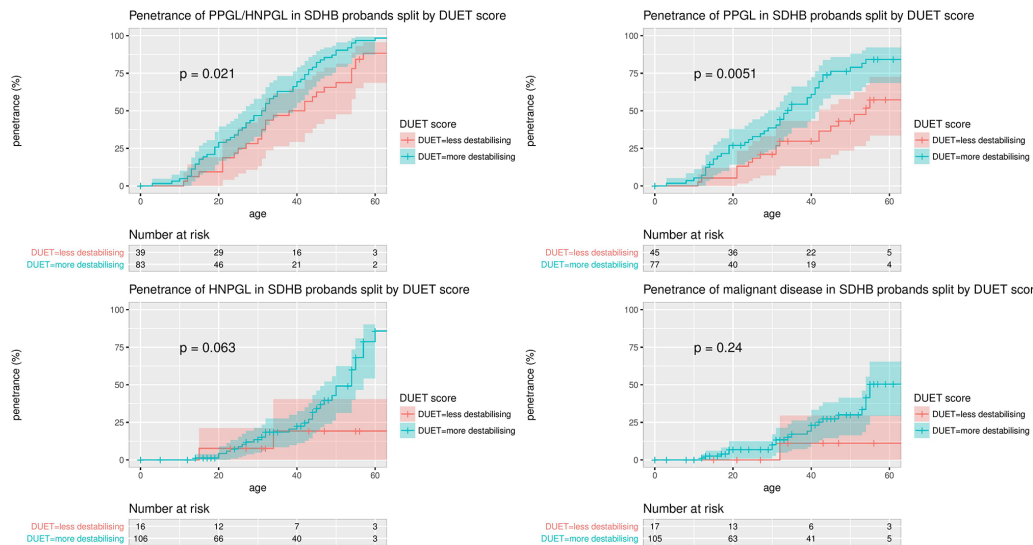 Penetrance of PPGL/HNPGL in SDHB probands split by DUET score
100
75
50
25
0
penetrance (%)
p = 0.021
0 20 40 60
age
DUET score
DUET=less destabilising
DUET=more destabilising
Number at risk
DUET=less destabilising 39 29 16 3
DUET=more destabilising 83 46 21 2
Penetrance of PPGL in SDHB probands split by DUET score
100
75
50
25
0
penetrance (%)
p = 0.0051
0 20 40 60
age
DUET score
DUET=less destabilising
DUET=more destabilising
Number at risk
DUET=less destabilising 45 36 22 5
DUET=more destabilising 77 40 19 4
Penetrance of HNPGL in SDHB probands split by DUET score
100
75
50
25
0
penetrance (%)
p = 0.063
0 20 40 60
age
DUET score
DUET=less destabilising
DUET=more destabilising
Number at risk
DUET=less destabilising 16 12 7 3
DUET=more destabilising 106 66 40 3
Penetrance of malignant disease in SDHB probands split by DUET scor
100
75
50
25
0
penetrance (%)
p = 0.24
0 20 40 60
age
DUET score
DUET=less destabilising
DUET=more destabilising
Number at risk
DUET=less destabilising 17 13 6 3
DUET=more destabilising 105 63 41 5